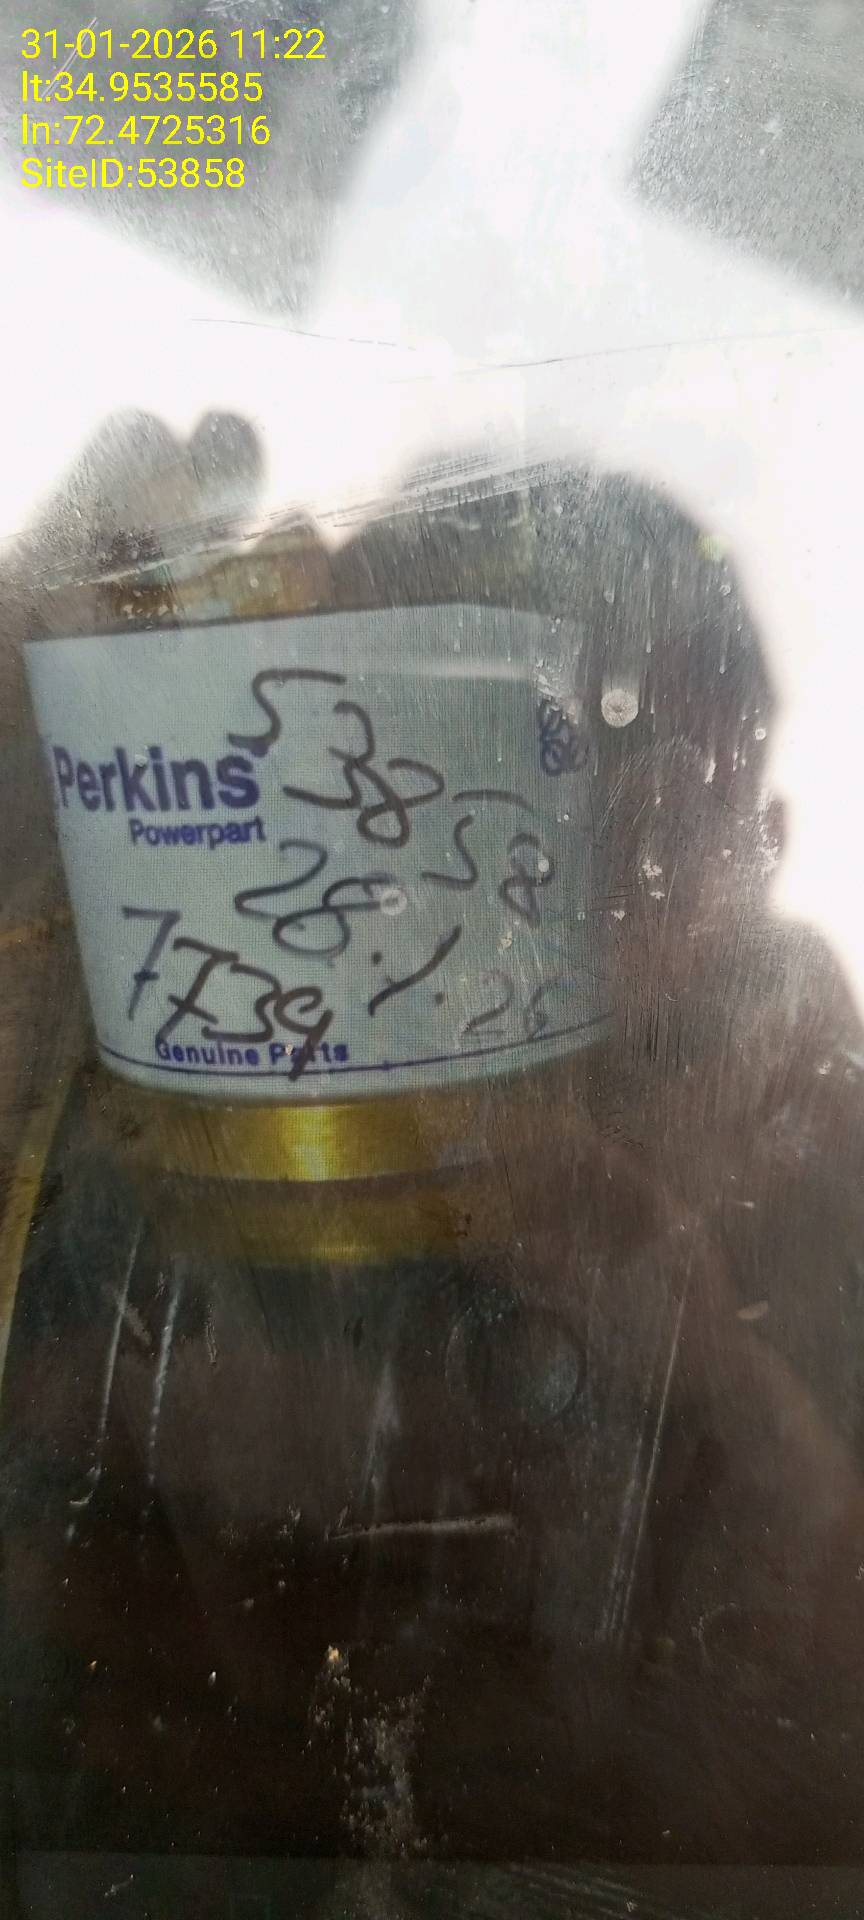 31-01-2026 11:22
lt:34.9535585
ln:72.4725316
SiteID:53858
53858
Perkins
Powerpart
28.1.26
7739
Genuine Parts